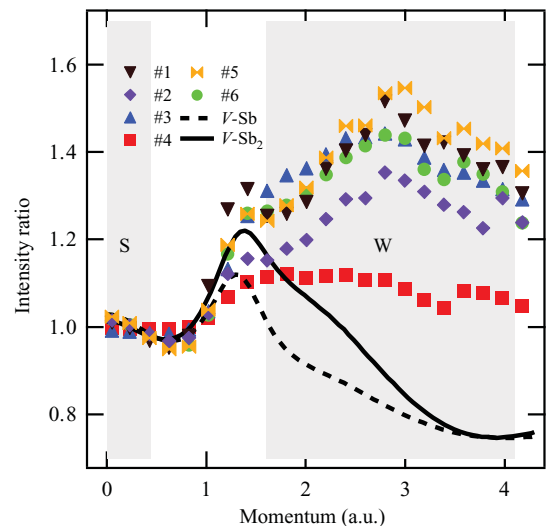 1.6
1.4
1.2
1.0
0.8
Intensity ratio
#1 #5
#2 #6
#3 V-Sb
#4 V-Sb₂
S W
0 1 2 3 4
Momentum (a.u.)